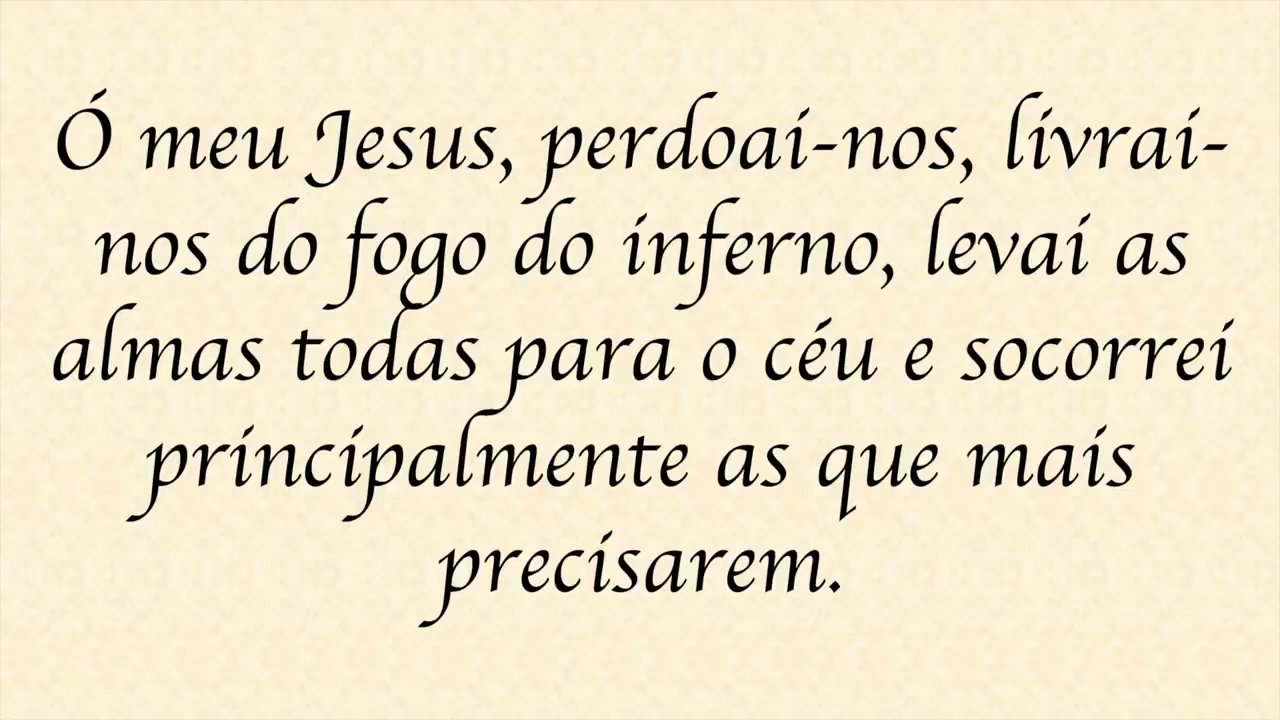 Ó meu Jesus, perdoai-nos, livrai-
nos do fogo do inferno, levai as
almas todas para o céu e socorrei
principalmente as que mais
precisarem.